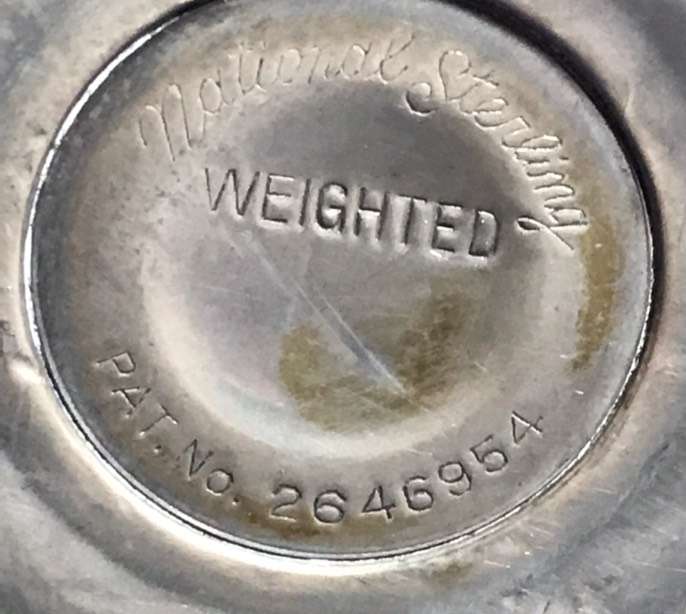 National Sterling
WEIGHTED
PAT. No. 2646954